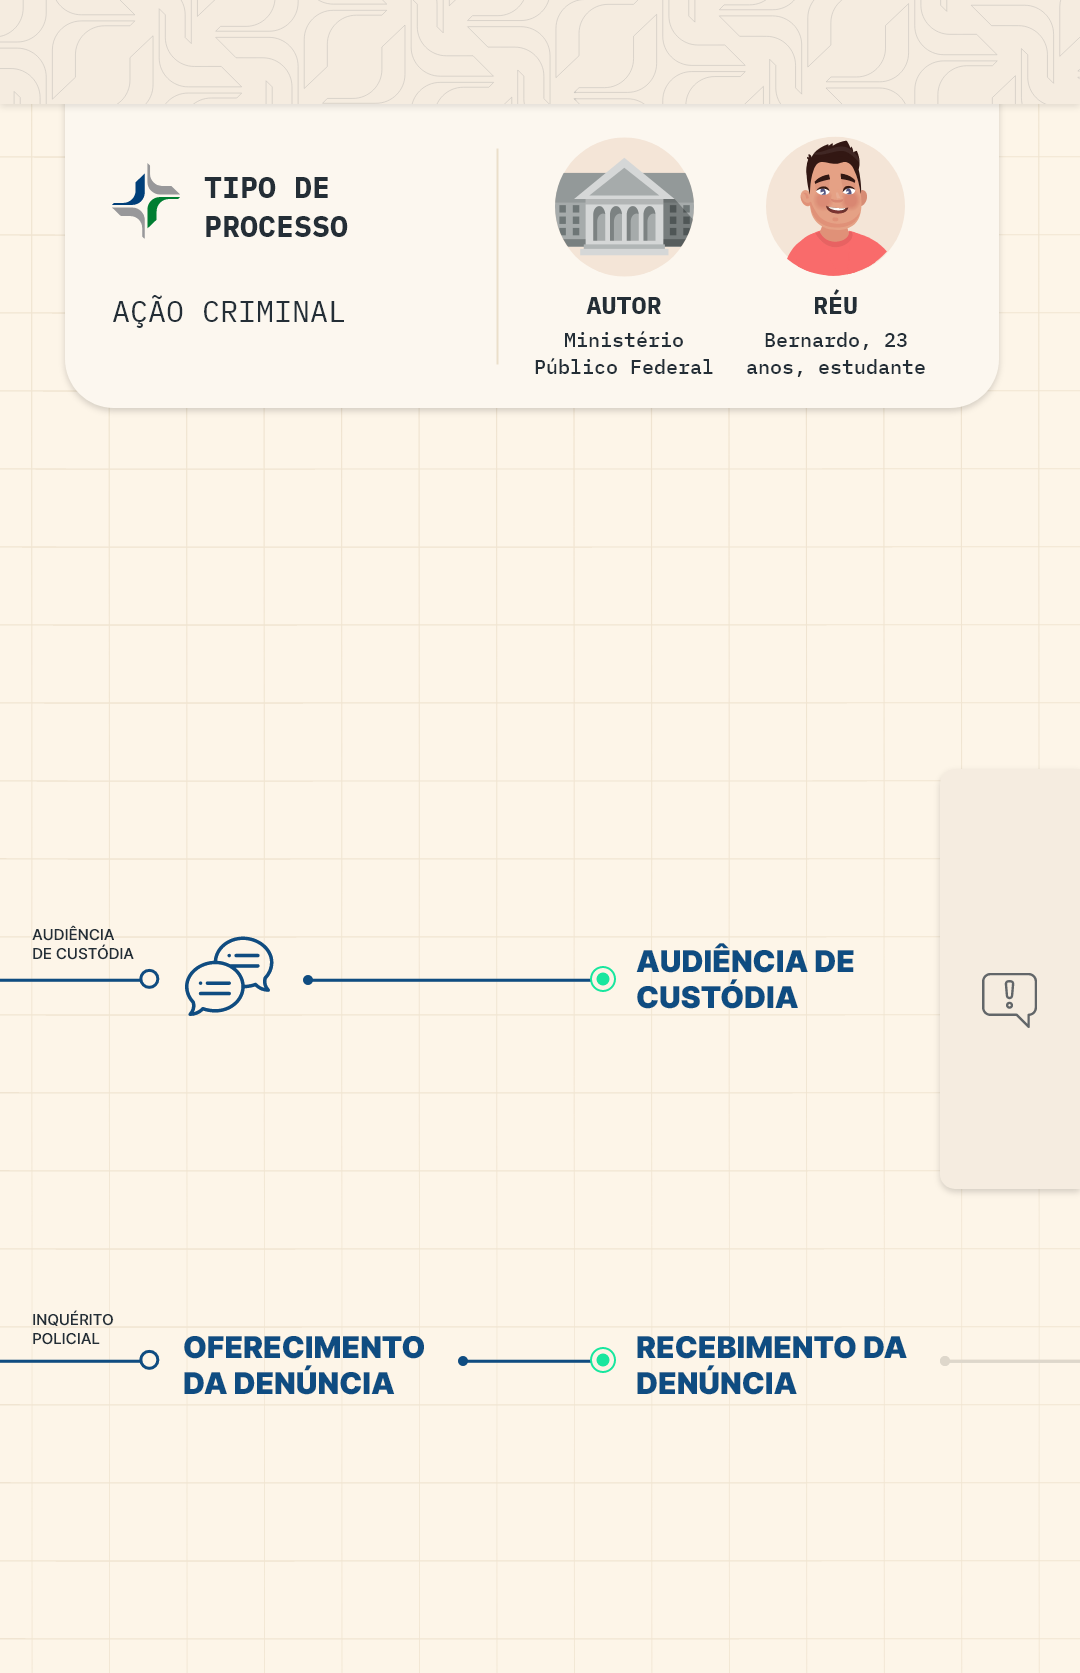 TIPO DE
PROCESSO
AÇÃO CRIMINAL
AUTOR
Ministério
Público Federal
RÉU
Bernardo, 23
anos, estudante
AUDIÊNCIA
DE CUSTÓDIA
AUDIÊNCIA DE
CUSTÓDIA
INQUÉRITO
POLICIAL
OFERECIMENTO
DA DENÚNCIA
RECEBIMENTO DA
DENÚNCIA